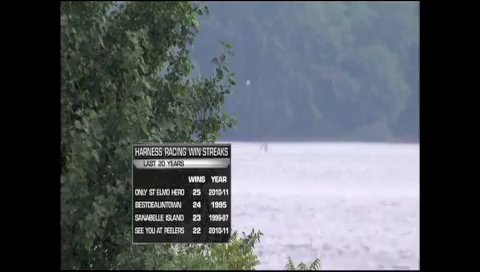 HARNESS RACING WIN STREAKS
LAST 20 YEARS
WINS YEAR
ONLY ST ELMO HERO 25 2010-11
BESTDEALINTOWN 24 1995
SANABELLE ISLAND 23 1996-97
SEE YOU AT PEELERS 22 2010-11